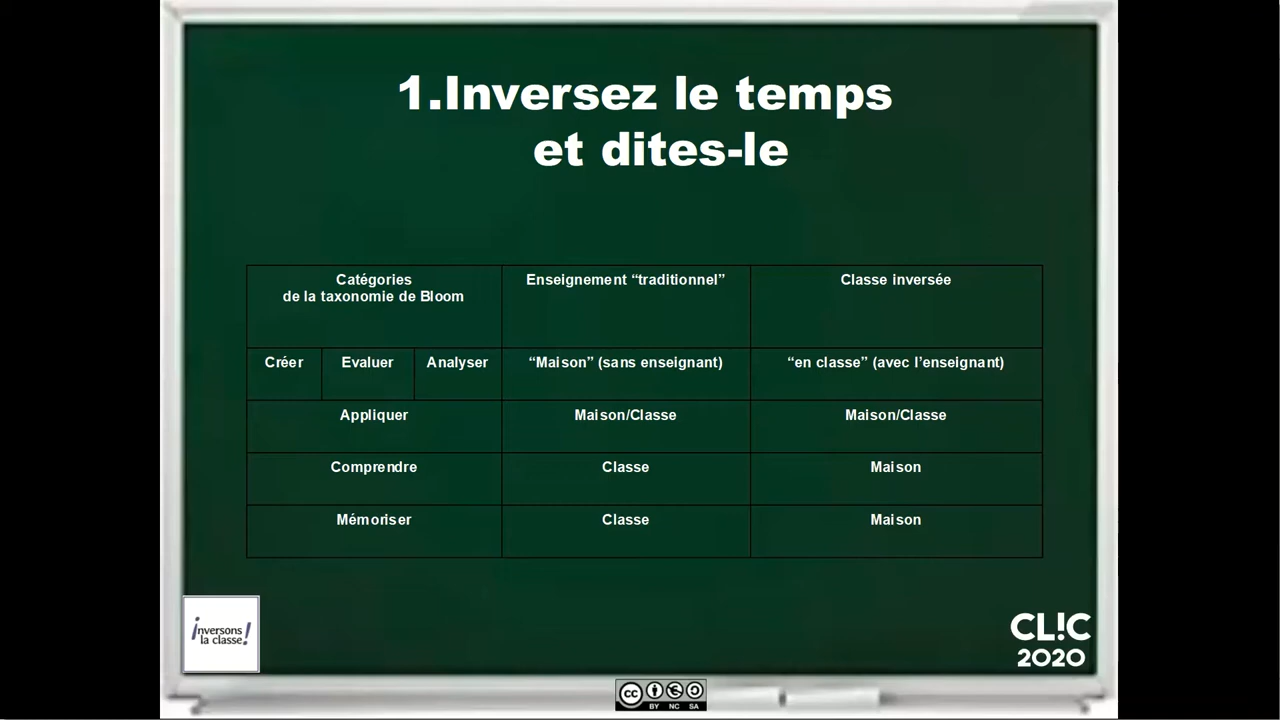 1.Inversez le temps
et dites-le
Catégories
de la taxonomie de Bloom
Enseignement “traditionnel”
Classe inversée
Créer
Evaluer
Analyser
“Maison” (sans enseignant)
“en classe” (avec l’enseignant)
Appliquer
Maison/Classe
Maison/Classe
Comprendre
Classe
Maison
Mémoriser
Classe
Maison
inversons
la classe!
CL!C
2020
cc
BY NC SA